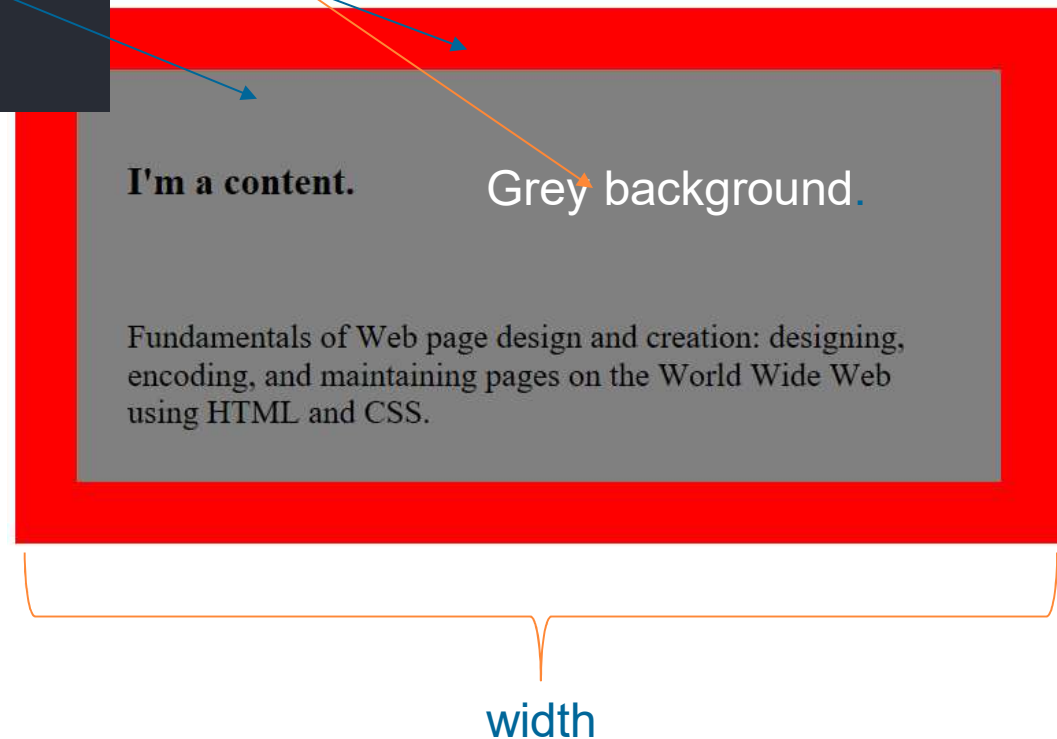 I'm a content.
Grey background.
Fundamentals of Web page design and creation: designing,
encoding, and maintaining pages on the World Wide Web
using HTML and CSS.
width